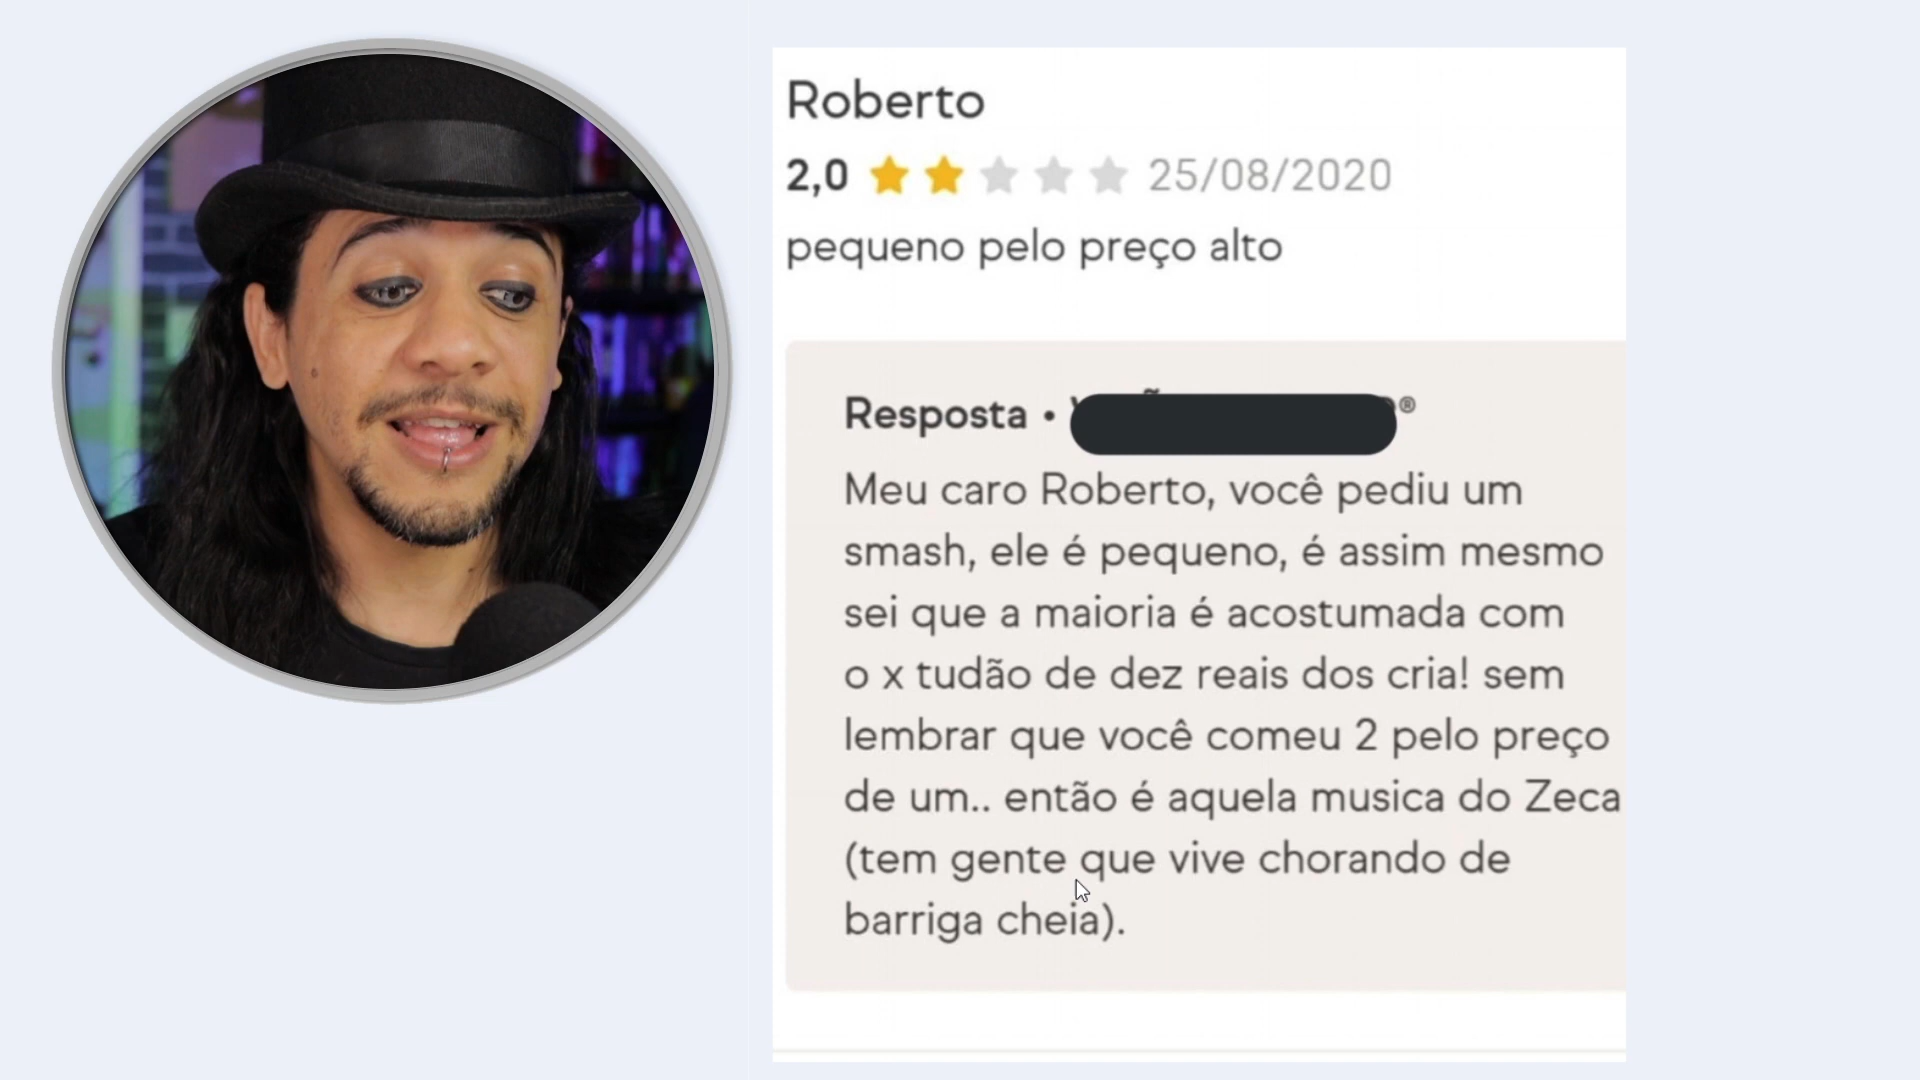 Roberto
2,0 25/08/2020
pequeno pelo preço alto
Resposta • ®
Meu caro Roberto, você pediu um
smash, ele é pequeno, é assim mesmo
sei que a maioria é acostumada com
o x tudão de dez reais dos cria! sem
lembrar que você comeu 2 pelo preço
de um.. então é aquela musica do Zeca
(tem gente que vive chorando de
barriga cheia).